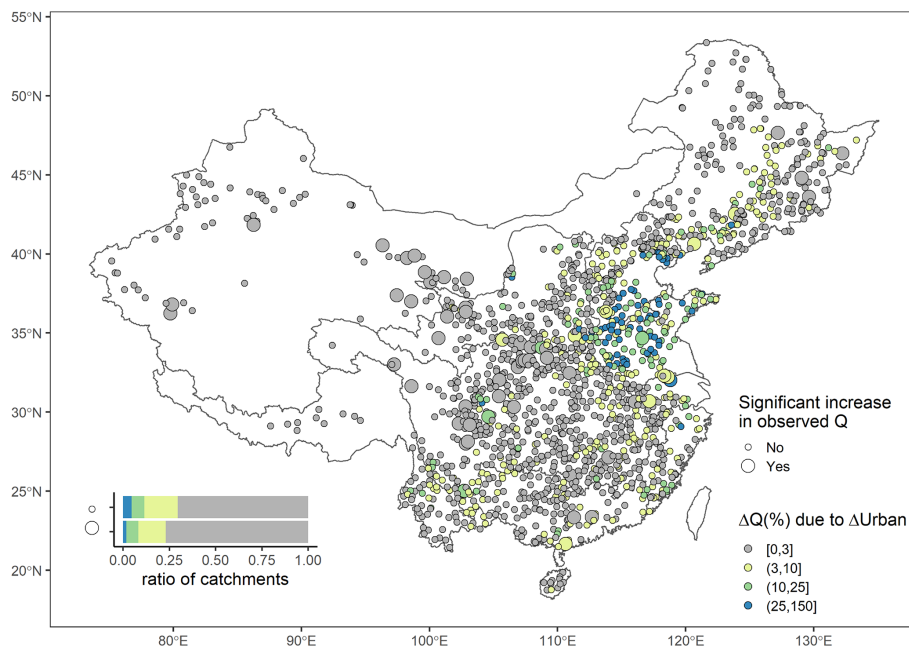 55°N
50°N
45°N
40°N
35°N
30°N
25°N
20°N
80°E
90°E
100°E
110°E
120°E
130°E
0.00
0.25
0.50
0.75
1.00
ratio of catchments
Significant increase
in observed Q
No
Yes
ΔQ(%) due to ΔUrban
[0,3]
(3,10]
(10,25]
(25,150]